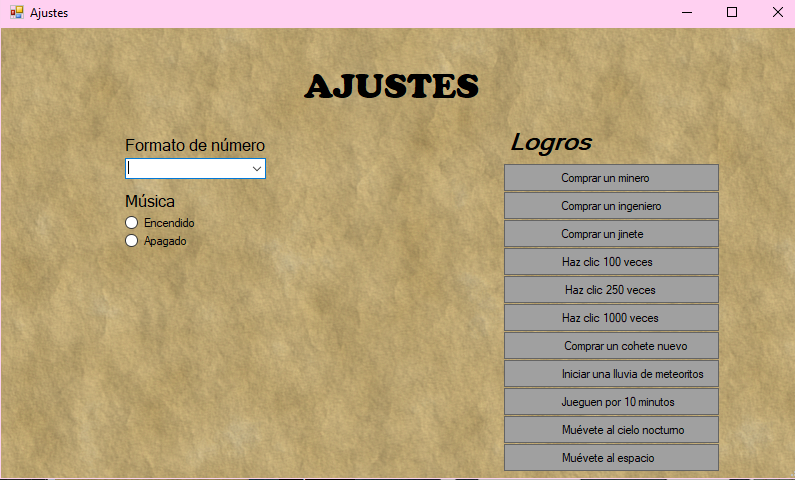 Ajustes
AJUSTES
Formato de número
Música
Encendido
Apagado
Logros
Comprar un minero
Comprar un ingeniero
Comprar un jinete
Haz clic 100 veces
Haz clic 250 veces
Haz clic 1000 veces
Comprar un cohete nuevo
Iniciar una lluvia de meteoritos
Jueguen por 10 minutos
Muévete al cielo nocturno
Muévete al espacio